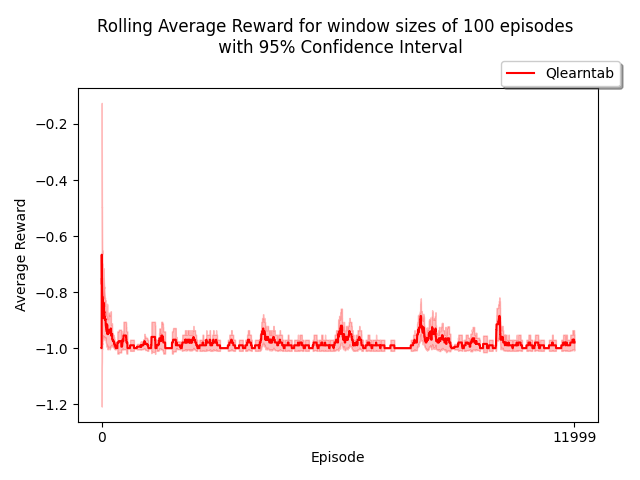 Rolling Average Reward for window sizes of 100 episodes
with 95% Confidence Interval
Qlearntab
−0.2
−0.4
−0.6
−0.8
−1.0
−1.2
Average Reward
0
11999
Episode